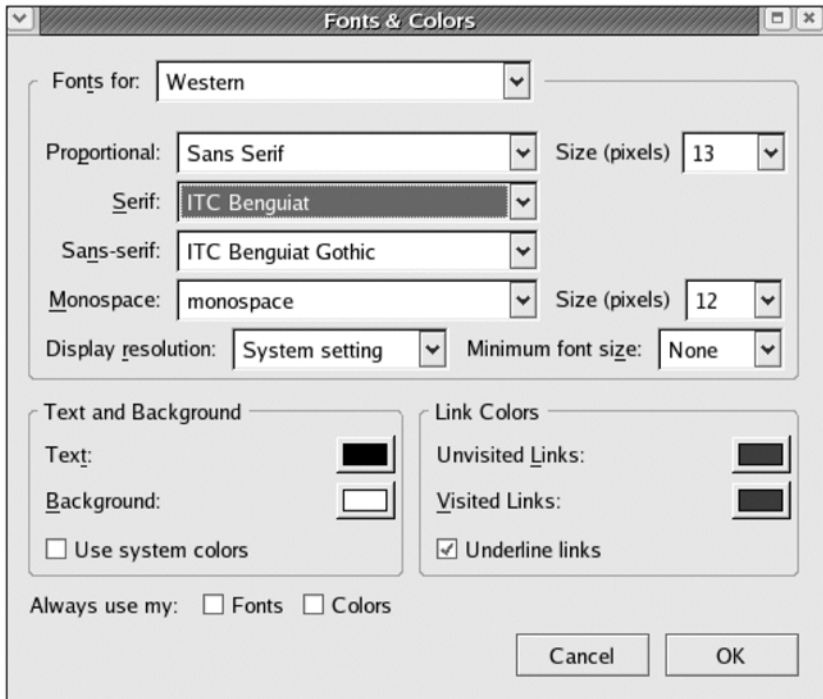 Fonts & Colors
Fonts for: Western
Proportional: Sans Serif Size (pixels) 13
Serif: ITC Benguiat
Sans-serif: ITC Benguiat Gothic
Monospace: monospace Size (pixels) 12
Display resolution: System setting Minimum font size: None
Text and Background Link Colors
Text: Unvisited Links:
Background: Visited Links:
Use system colors Underline links
Always use my: Fonts Colors
Cancel OK